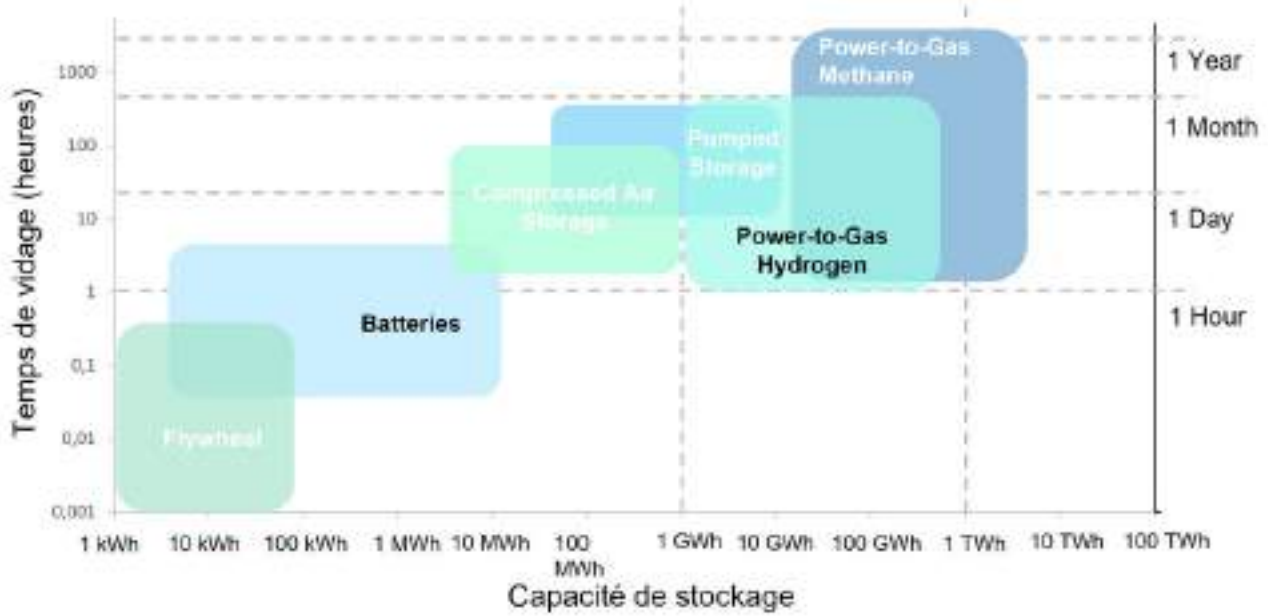 Temps de vidage (heures)
1000
100
10
1
0,1
0,01
0,001
Power-to-Gas
Methane
Pumped
Storage
Compressed Air
Storage
Power-to-Gas
Hydrogen
Batteries
Flywheel
1 Year
1 Month
1 Day
1 Hour
1 kWh 10 kWh 100 kWh 1 MWh 10 MWh 100 MWh 1 GWh 10 GWh 100 GWh 1 TWh 10 TWh 100 TWh
Capacité de stockage